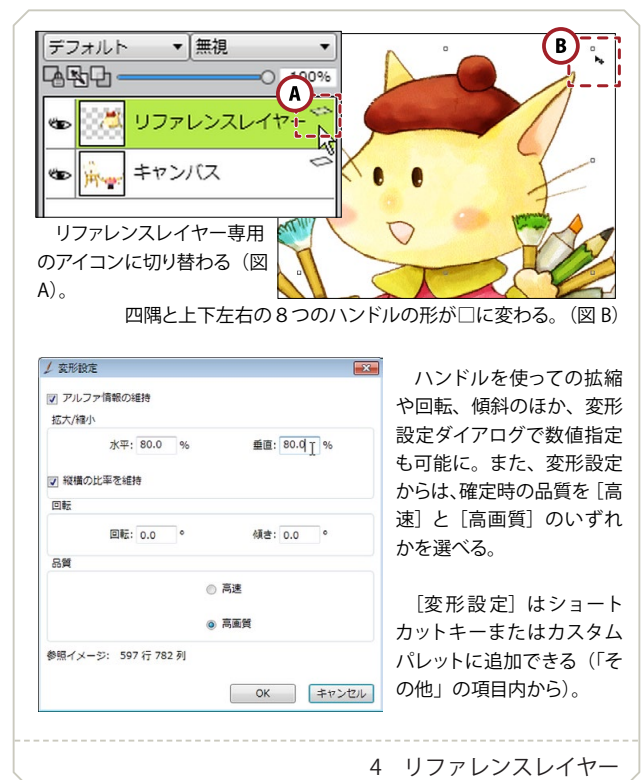 デフォルト
無視
100%
A
B
リファレンスレイヤー
キャンバス
リファレンスレイヤー専用
のアイコンに切り替わる（図
A）。
四隅と上下左右の８つのハンドルの形が□に変わる。（図 B）
変形設定
アルファ情報の維持
拡大/縮小
水平: 80.0 %
垂直: 80.0 %
縦横の比率を維持
回転
回転: 0.0 °
傾き: 0.0 °
品質
高速
高画質
参照イメージ: 597 行 782 列
OK
キャンセル
ハンドルを使っての拡縮
や回転、傾斜のほか、変形
設定ダイアログで数値指定
も可能に。また、変形設定
からは、確定時の品質を［高
速］と［高画質］のいずれ
かを選べる。
［変形設定］はショート
カットキーまたはカスタム
パレットに追加できる（「そ
の他」の項目内から）。
4 リファレンスレイヤー